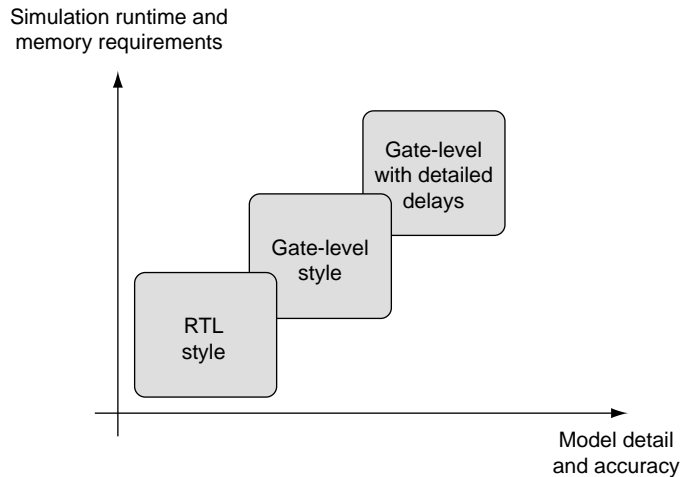 Simulation runtime and
memory requirements
Gate-level
with detailed
delays
Gate-level
style
RTL
style
Model detail
and accuracy